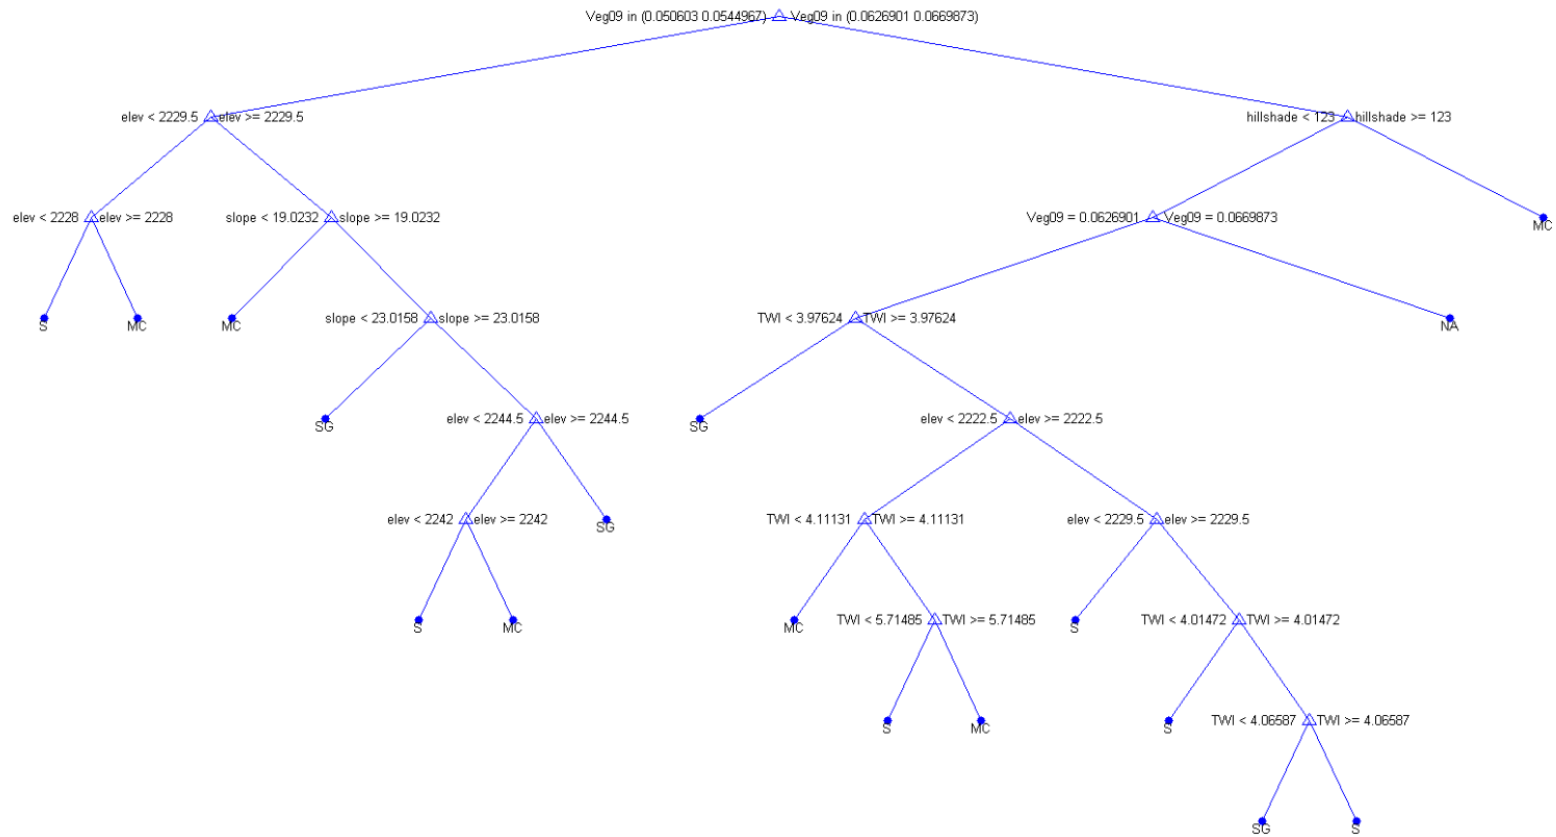 Veg09 in (0.050603 0.0544967) Veg09 in (0.0626901 0.0669873)
elev < 2229.5 elev >= 2229.5 hillshade < 123 hillshade >= 123
elev < 2228 elev >= 2228 slope < 19.0232 slope >= 19.0232 Veg09 = 0.0626901 Veg09 = 0.0669873 MC
S MC MC slope < 23.0158 slope >= 23.0158 TWI < 3.97624 TWI >= 3.97624 NA
SG elev < 2244.5 elev >= 2244.5 SG elev < 2222.5 elev >= 2222.5
elev < 2242 elev >= 2242 SG TWI < 4.11131 TWI >= 4.11131 elev < 2229.5 elev >= 2229.5
S MC MC TWI < 5.71485 TWI >= 5.71485 S TWI < 4.01472 TWI >= 4.01472
S MC S TWI < 4.06587 TWI >= 4.06587
SG S